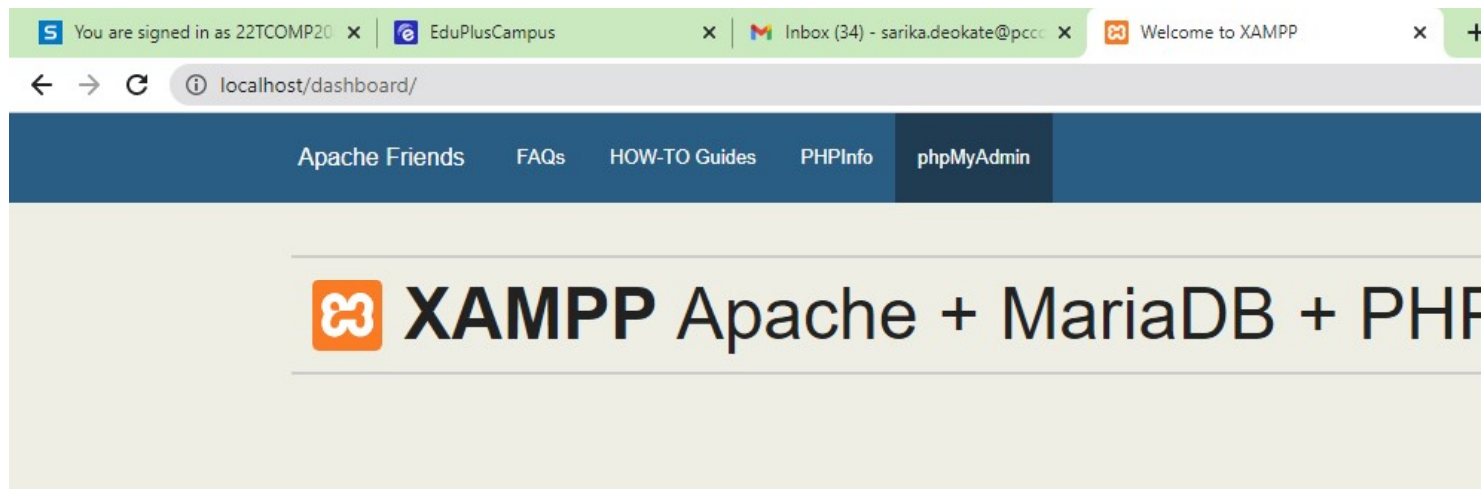 You are signed in as 22TCOMP20
EduPlusCampus
Inbox (34) - sarika.deokate@pccc
Welcome to XAMPP
localhost/dashboard/
Apache Friends FAQs HOW-TO Guides PHPInfo phpMyAdmin
XAMPP Apache + MariaDB + PHP